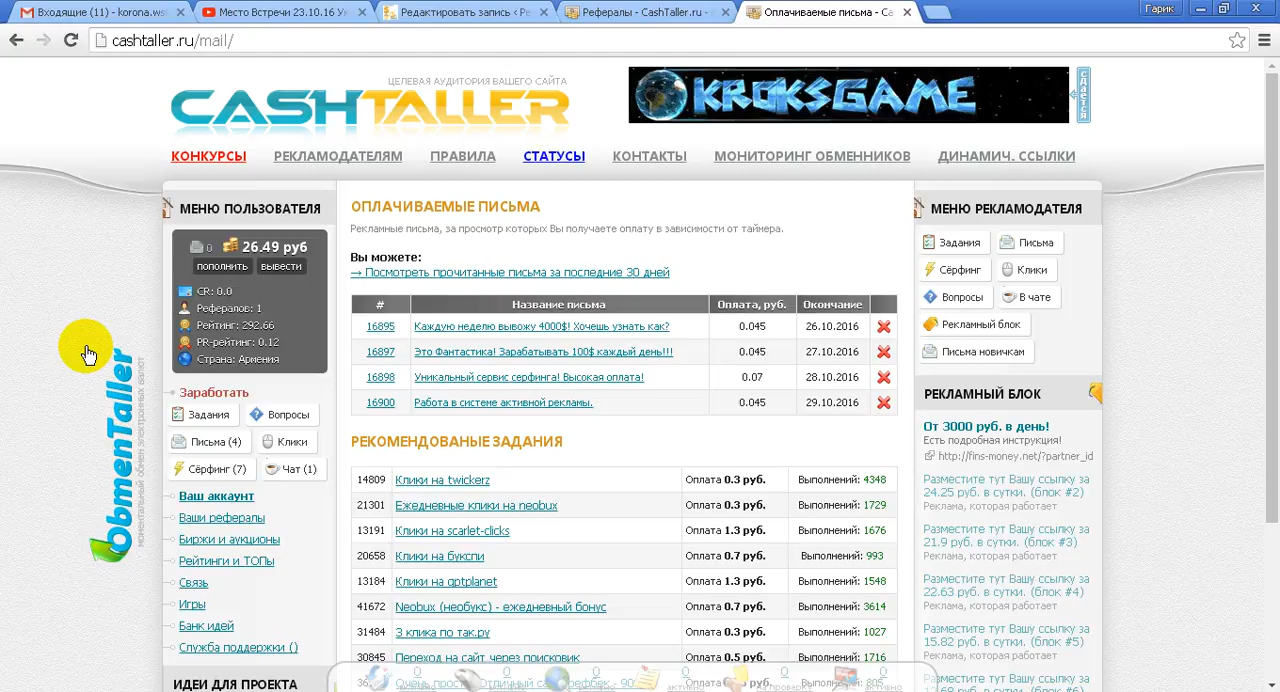 Входящие (11) - korona.ws
Место Встречи 23.10.16 У
Редактировать запись ‹ Ре
Рефералы - CashTaller.ru -
Оплачиваемые письма - Ca
Гарик
cashtaller.ru/mail/
ЦЕЛЕВАЯ АУДИТОРИЯ ВАШЕГО САЙТА
CASHTALLER
KROKSGAME
СДАЕТСЯ
КОНКУРСЫ
РЕКЛАМОДАТЕЛЯМ
ПРАВИЛА
СТАТУСЫ
КОНТАКТЫ
МОНИТОРИНГ ОБМЕННИКОВ
ДИНАМИЧ. ССЫЛКИ
МЕНЮ ПОЛЬЗОВАТЕЛЯ
0 26.49 руб
пополнить вывести
CR: 0.0
Рефералов: 1
Рейтинг: 292.66
PR-рейтинг: 0.12
Страна: Армения
Заработать
Задания Вопросы
Письма (4) Клики
Сёрфинг (7) Чат (1)
Ваш аккаунт
Ваши рефералы
Биржи и аукционы
Рейтинги и ТОПы
Связь
Игры
Банк идей
Служба поддержки ()
ИДЕИ ДЛЯ ПРОЕКТА
ObmenTaller
моментальный обмен электронных валют
ОПЛАЧИВАЕМЫЕ ПИСЬМА
Рекламные письма, за просмотр которых Вы получаете оплату в зависимости от таймера.
Вы можете:
→ Посмотреть прочитанные письма за последние 30 дней
# Название письма Оплата, руб. Окончание
16895 Каждую неделю вывожу 4000$! Хочешь узнать как? 0.045 26.10.2016
16897 Это Фантастика! Зарабатывать 100$ каждый день!!! 0.045 27.10.2016
16898 Уникальный сервис серфинга! Высокая оплата! 0.07 28.10.2016
16900 Работа в системе активной рекламы. 0.045 29.10.2016
РЕКОМЕНДОВАНЫЕ ЗАДАНИЯ
14809 Клики на twickerz Оплата 0.3 руб. Выполнений: 4348
21301 Ежедневные клики на neobux Оплата 0.3 руб. Выполнений: 1729
13191 Клики на scarlet-clicks Оплата 1.3 руб. Выполнений: 1676
20658 Клики на буксли Оплата 0.7 руб. Выполнений: 993
13184 Клики на gptplanet Оплата 1.3 руб. Выполнений: 1548
41672 Neobux (необукс) - ежедневный бонус Оплата 0.7 руб. Выполнений: 3614
31484 3 клика по так.ру Оплата 0.3 руб. Выполнений: 1027
Переход на сайт через поисковик Оплата 0.5 руб. Выполнений: 1716
МЕНЮ РЕКЛАМОДАТЕЛЯ
Задания Письма
Сёрфинг Клики
Вопросы В чате
Рекламный блок
Письма новичкам
РЕКЛАМНЫЙ БЛОК
От 3000 руб. в день!
Есть подробная инструкция!
http://fins-money.net/?partner_id
Разместите тут Вашу ссылку за
24.25 руб. в сутки. (блок #2)
Реклама, которая работает
Разместите тут Вашу ссылку за
21.9 руб. в сутки. (блок #3)
Реклама, которая работает
Разместите тут Вашу ссылку за
22.63 руб. в сутки. (блок #4)
Реклама, которая работает
Разместите тут Вашу ссылку за
15.82 руб. в сутки. (блок #5)
Реклама, которая работает
Разместите тут Вашу ссылку за